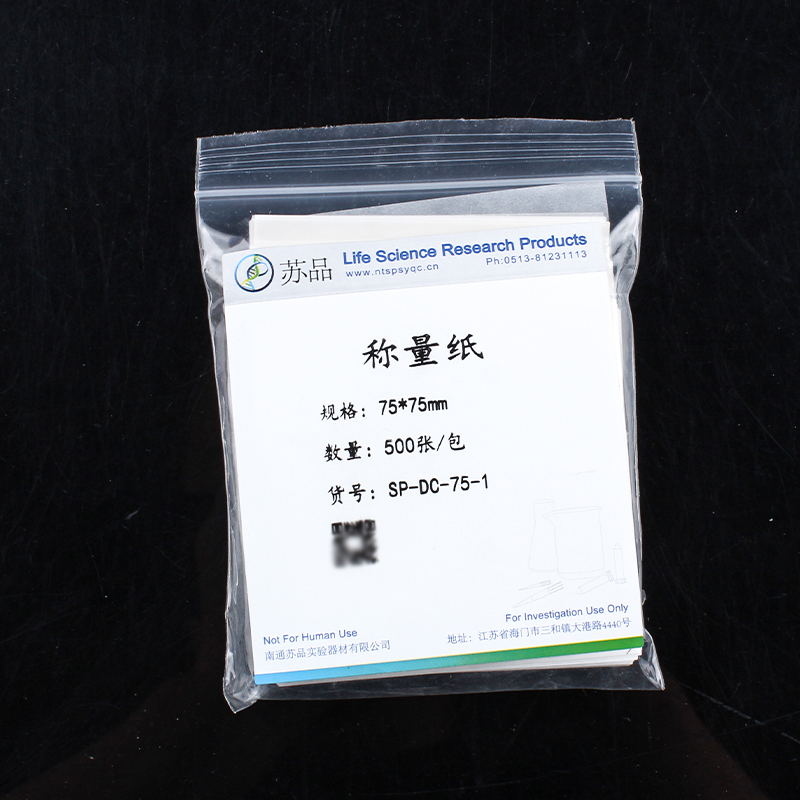 苏品
Life Science Research Products
www.ntspsyqc.cn
Ph:0513-81231113
称量纸
规格：75*75mm
数量：500张/包
货号：SP-DC-75-1
For Investigation Use Only
Not For Human Use
地址：江苏省海门市三和镇大港路4440号
南通苏品实验器材有限公司